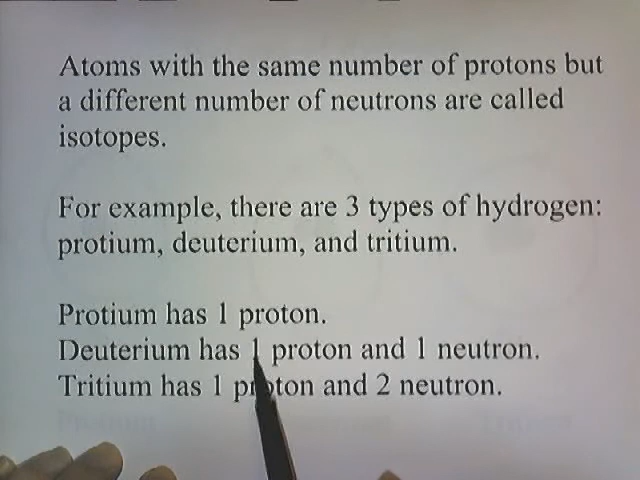 Atoms with the same number of protons but
a different number of neutrons are called
isotopes.
For example, there are 3 types of hydrogen:
protium, deuterium, and tritium.
Protium has 1 proton.
Deuterium has 1 proton and 1 neutron.
Tritium has 1 proton and 2 neutron.